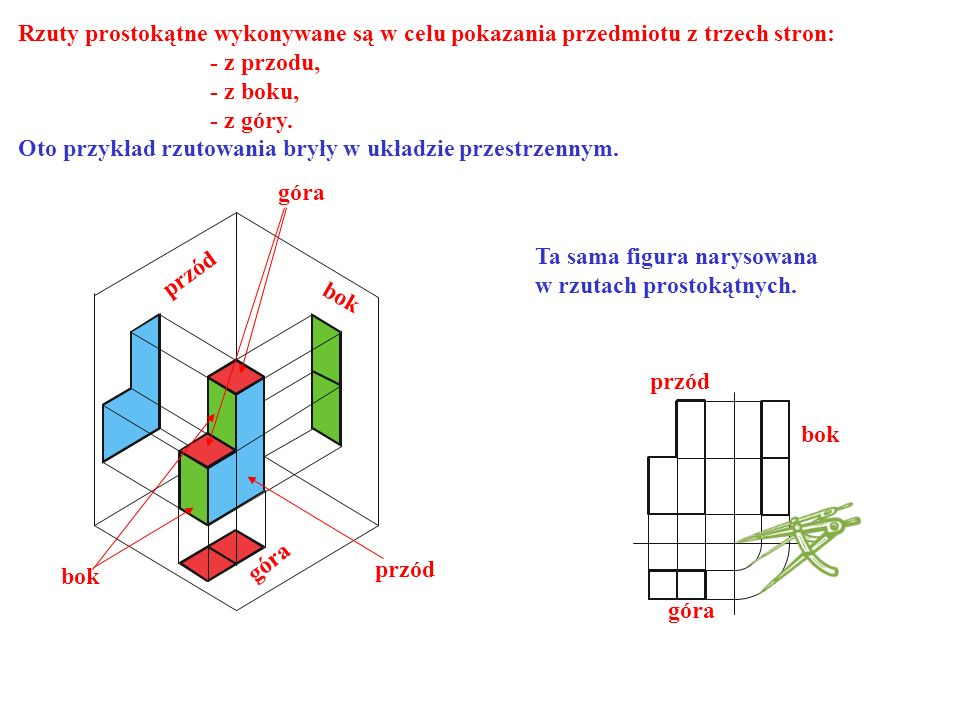 Rzuty prostokątne wykonywane są w celu pokazania przedmiotu z trzech stron:
- z przodu,
- z boku,
- z góry.
Oto przykład rzutowania bryły w układzie przestrzennym.
góra
przód
bok
Ta sama figura narysowana
w rzutach prostokątnych.
przód
bok
góra
bok
przód
góra